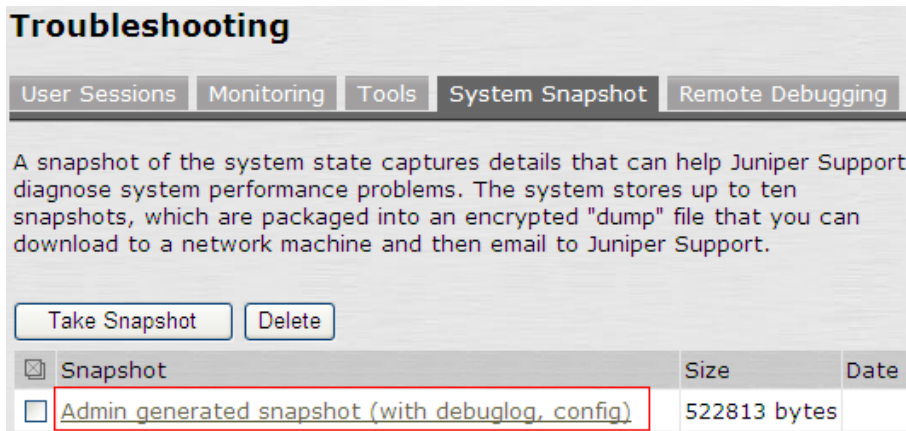 Troubleshooting
User Sessions Monitoring Tools System Snapshot Remote Debugging
A snapshot of the system state captures details that can help Juniper Support
diagnose system performance problems. The system stores up to ten
snapshots, which are packaged into an encrypted "dump" file that you can
download to a network machine and then email to Juniper Support.
Take Snapshot Delete
Snapshot Size Date
Admin generated snapshot (with debuglog, config) 522813 bytes